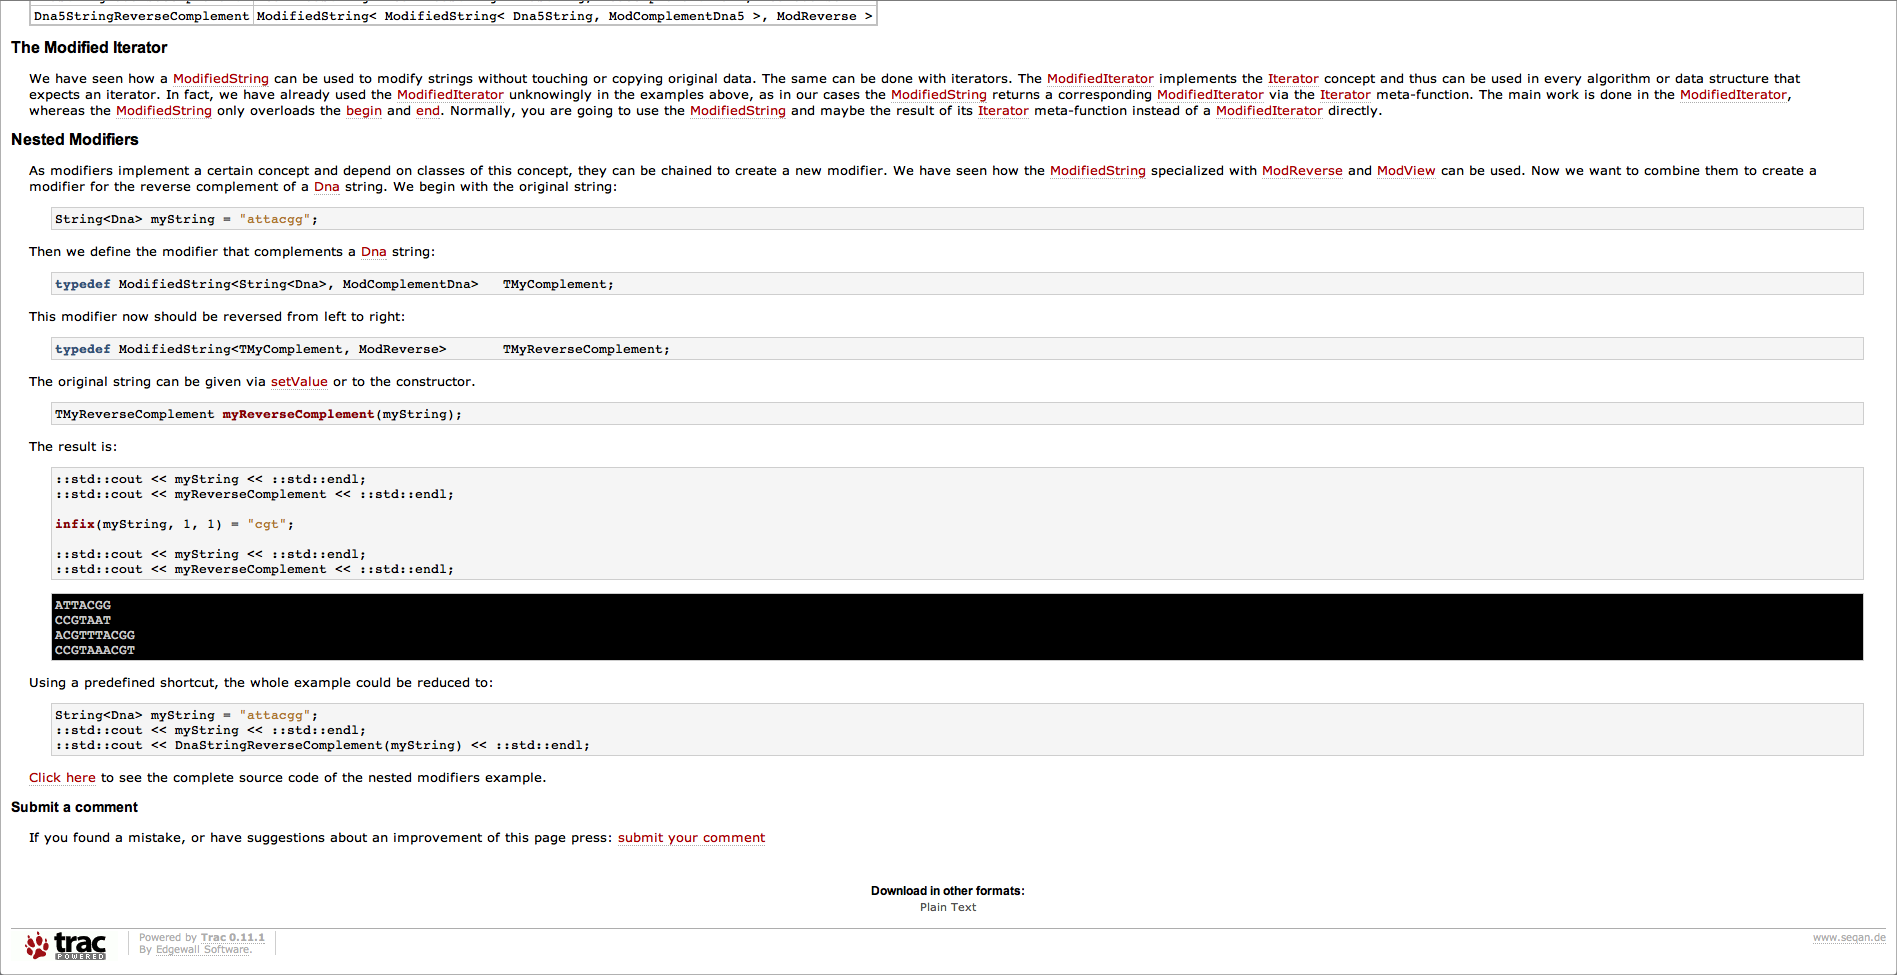 Dna5StringReverseComplement ModifiedString< ModifiedString< Dna5String, ModComplementDna5 >, ModReverse >
The Modified Iterator
We have seen how a ModifiedString can be used to modify strings without touching or copying original data. The same can be done with iterators. The ModifiedIterator implements the Iterator concept and thus can be used in every algorithm or data structure that
expects an iterator. In fact, we have already used the ModifiedIterator unknowingly in the examples above, as in our cases the ModifiedString returns a corresponding ModifiedIterator via the Iterator meta-function. The main work is done in the ModifiedIterator,
whereas the ModifiedString only overloads the begin and end. Normally, you are going to use the ModifiedString and maybe the result of its Iterator meta-function instead of a ModifiedIterator directly.
Nested Modifiers
As modifiers implement a certain concept and depend on classes of this concept, they can be chained to create a new modifier. We have seen how the ModifiedString specialized with ModReverse and ModView can be used. Now we want to combine them to create a
modifier for the reverse complement of a Dna string. We begin with the original string:
String<Dna> myString = "attacgg";
Then we define the modifier that complements a Dna string:
typedef ModifiedString<String<Dna>, ModComplementDna>   TMyComplement;
This modifier now should be reversed from left to right:
typedef ModifiedString<TMyComplement, ModReverse>       TMyReverseComplement;
The original string can be given via setValue or to the constructor.
TMyReverseComplement myReverseComplement(myString);
The result is:
::std::cout << myString << ::std::endl;
::std::cout << myReverseComplement << ::std::endl;
infix(myString, 1, 1) = "cgt";
::std::cout << myString << ::std::endl;
::std::cout << myReverseComplement << ::std::endl;
ATTACGG
CCGTAAT
ACGTTTACGG
CCGTAAACGT
Using a predefined shortcut, the whole example could be reduced to:
String<Dna> myString = "attacgg";
::std::cout << myString << ::std::endl;
::std::cout << DnaStringReverseComplement(myString) << ::std::endl;
Click here to see the complete source code of the nested modifiers example.
Submit a comment
If you found a mistake, or have suggestions about an improvement of this page press: submit your comment
Download in other formats:
Plain Text
trac
POWERED
Powered by Trac 0.11.1
By Edgewall Software.
www.seqan.de